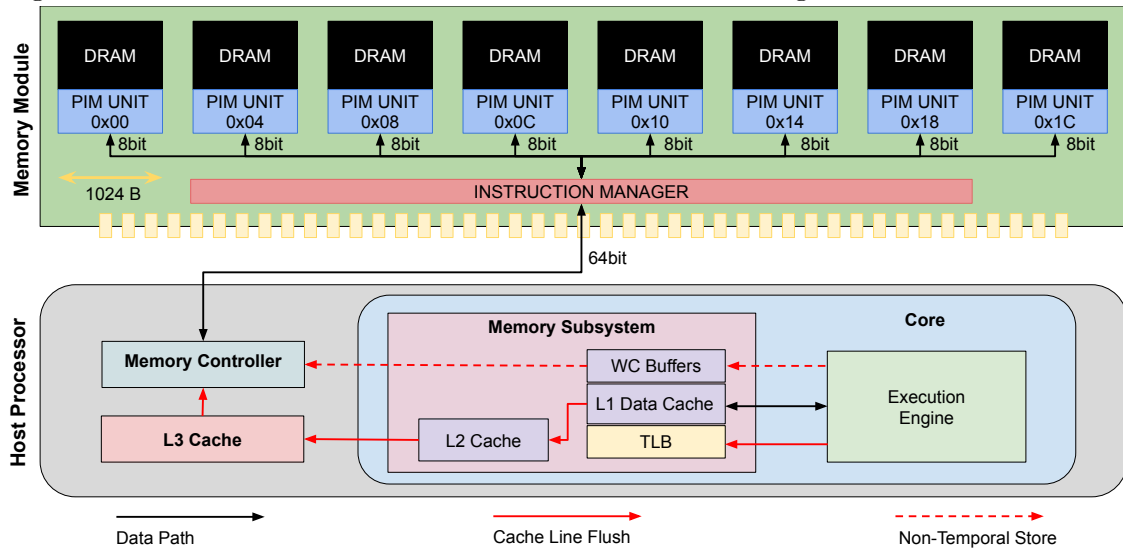 Memory Module
DRAM
DRAM
DRAM
DRAM
DRAM
DRAM
DRAM
DRAM
PIM UNIT
0x00
PIM UNIT
0x04
PIM UNIT
0x08
PIM UNIT
0x0C
PIM UNIT
0x10
PIM UNIT
0x14
PIM UNIT
0x18
PIM UNIT
0x1C
8bit
8bit
8bit
8bit
8bit
8bit
8bit
8bit
1024 B
INSTRUCTION MANAGER
64bit
Host Processor
Memory Subsystem
Core
Memory Controller
WC Buffers
L1 Data Cache
Execution
Engine
L3 Cache
L2 Cache
TLB
Data Path
Cache Line Flush
Non-Temporal Store